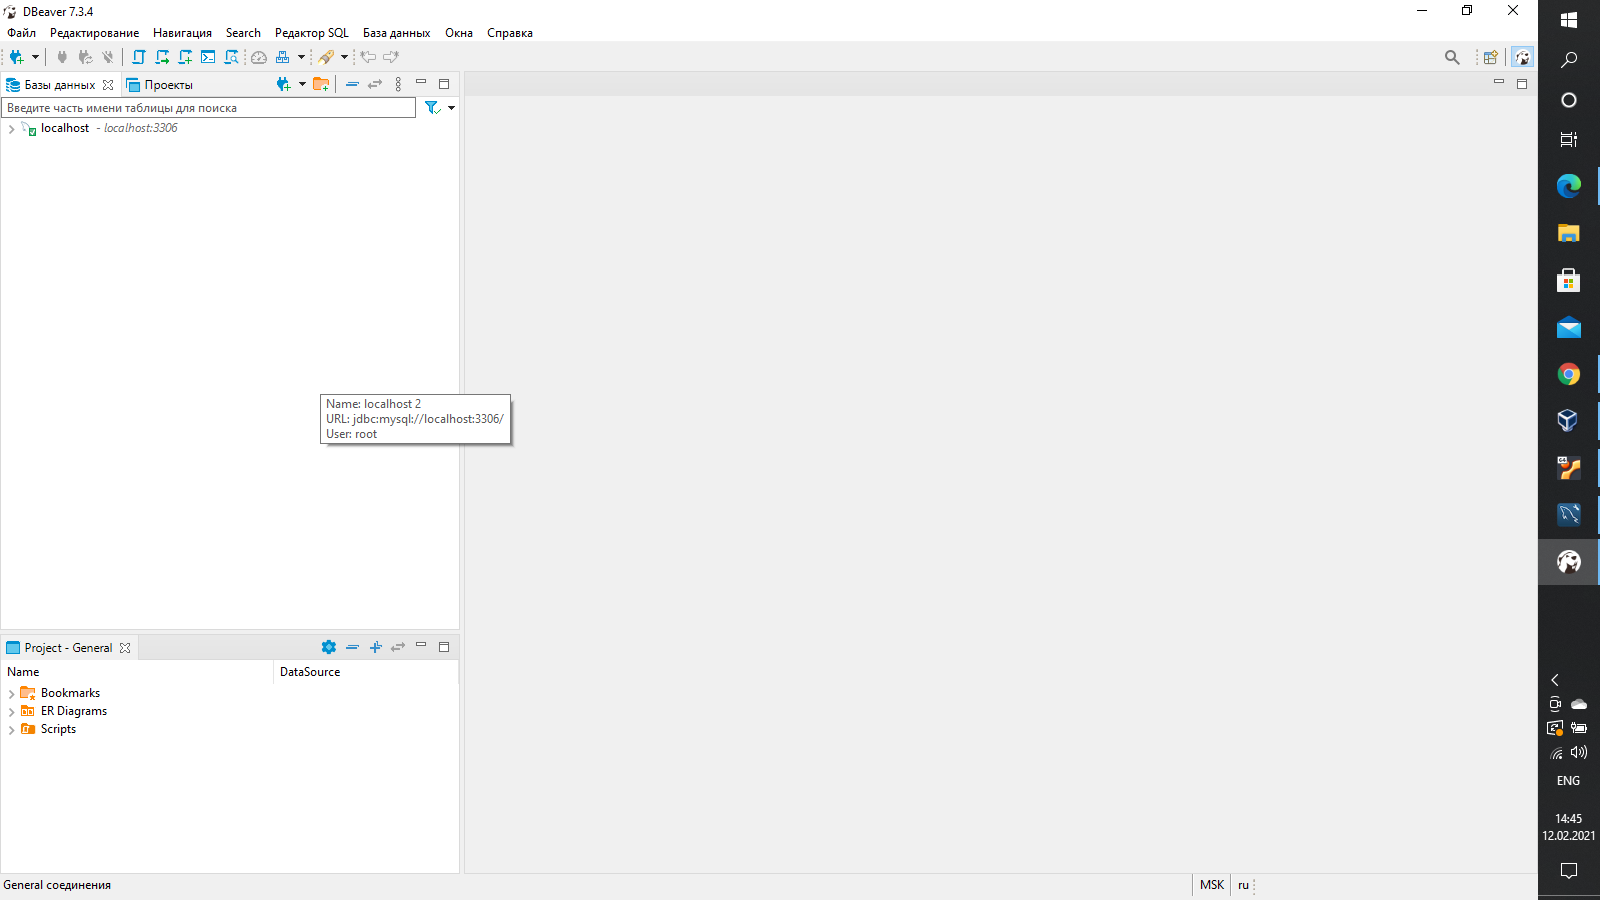 DBeaver 7.3.4
Файл Редактирование Навигация Search Редактор SQL База данных Окна Справка
Базы данных Проекты
Введите часть имени таблицы для поиска
localhost - localhost:3306
Name: localhost 2
URL: jdbc:mysql://localhost:3306/
User: root
Project - General
Name DataSource
Bookmarks
ER Diagrams
Scripts
General соединения
MSK ru
64
ENG
14:45
12.02.2021